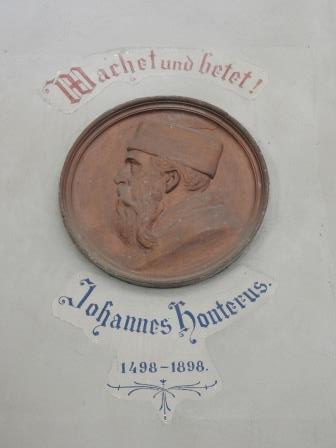 Wachet und betet!
Johannes Honterus.
1498-1898.